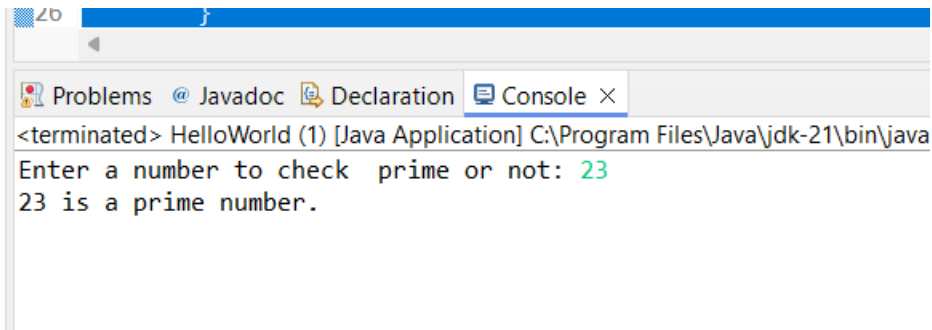 26 }
Problems @ Javadoc Declaration Console ×
<terminated> HelloWorld (1) [Java Application] C:\Program Files\Java\jdk-21\bin\java
Enter a number to check  prime or not: 23
23 is a prime number.